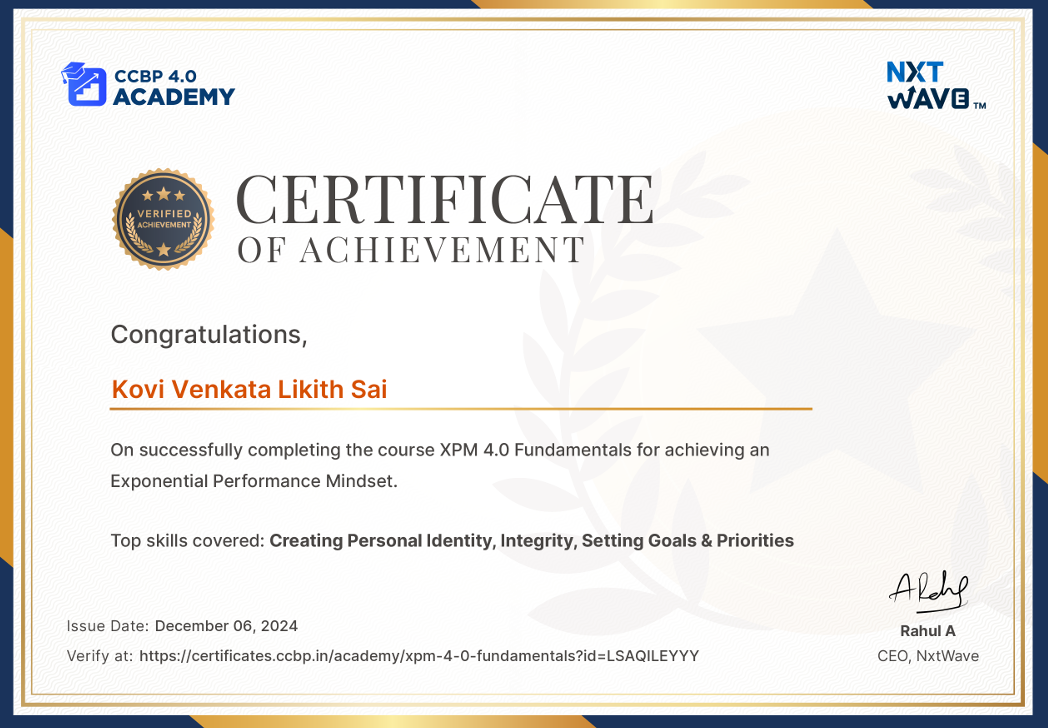 CCBP 4.0
ACADEMY
NXT
WAVE TM
VERIFIED
ACHIEVEMENT
CERTIFICATE
OF ACHIEVEMENT
Congratulations,
Kovi Venkata Likith Sai
On successfully completing the course XPM 4.0 Fundamentals for achieving an
Exponential Performance Mindset.
Top skills covered: Creating Personal Identity, Integrity, Setting Goals & Priorities
Issue Date: December 06, 2024
Verify at: https://certificates.ccbp.in/academy/xpm-4-0-fundamentals?id=LSAQILEYYY
Rahul A
CEO, NxtWave